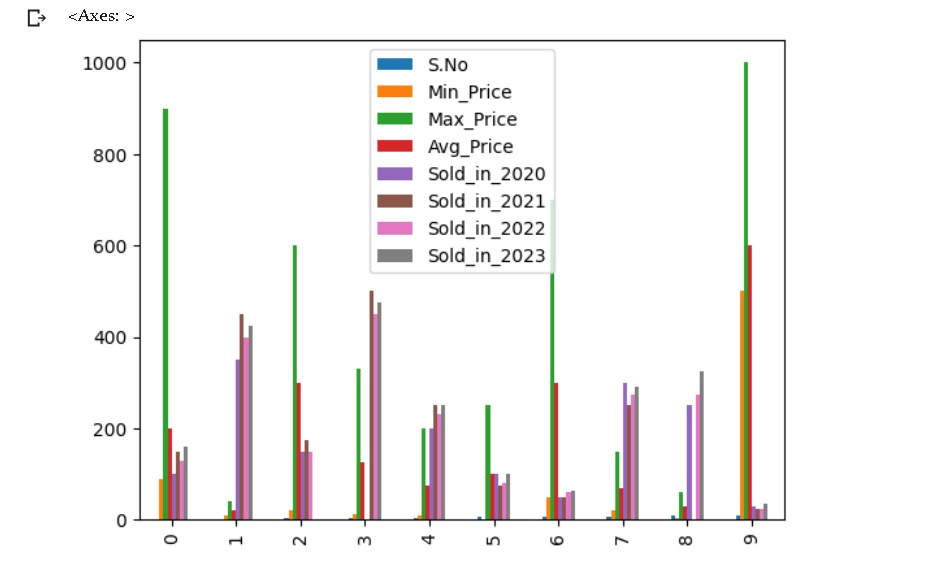 <Axes: >
1000
800
600
400
200
0
S.No
Min_Price
Max_Price
Avg_Price
Sold_in_2020
Sold_in_2021
Sold_in_2022
Sold_in_2023
0 1 2 3 4 5 6 7 8 9